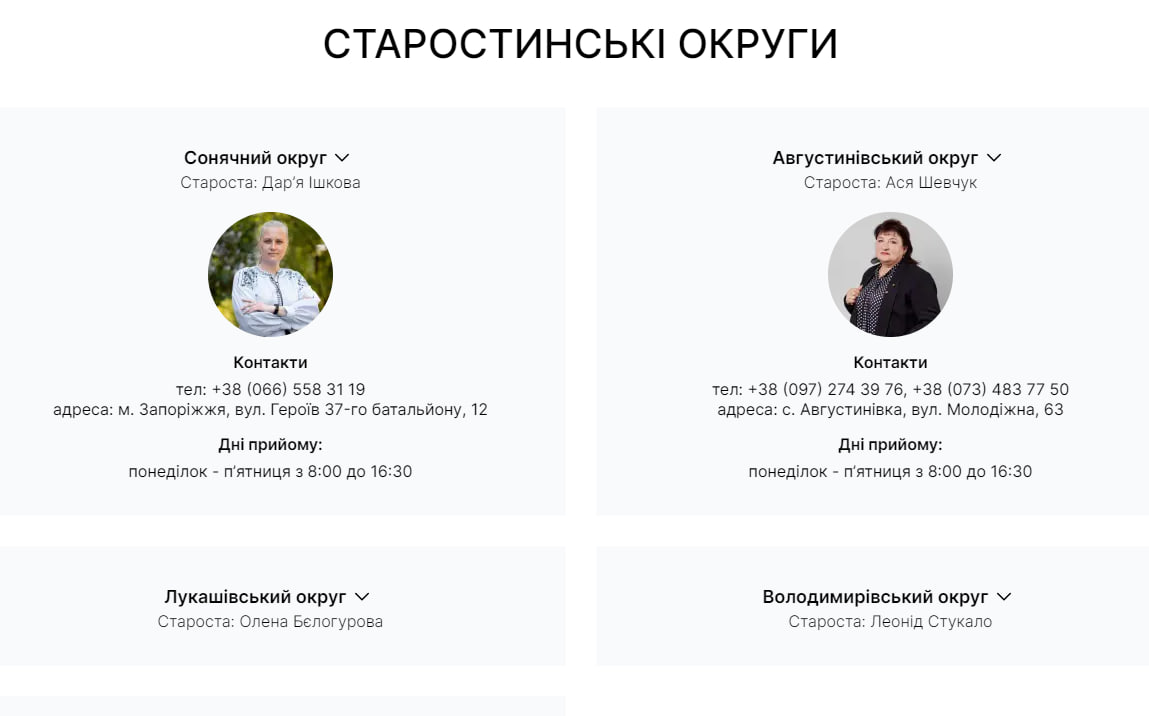 СТАРОСТИНСЬКІ ОКРУГИ
Сонячний округ
Староста: Дар’я Ішкова
Контакти
тел: +38 (066) 558 31 19
адреса: м. Запоріжжя, вул. Героїв 37-го батальйону, 12
Дні прийому:
понеділок - п’ятниця з 8:00 до 16:30
Августинівський округ
Староста: Ася Шевчук
Контакти
тел: +38 (097) 274 39 76, +38 (073) 483 77 50
адреса: с. Августинівка, вул. Молодіжна, 63
Дні прийому:
понеділок - п’ятниця з 8:00 до 16:30
Лукашівський округ
Староста: Олена Бєлогурова
Володимирівський округ
Староста: Леонід Стукало